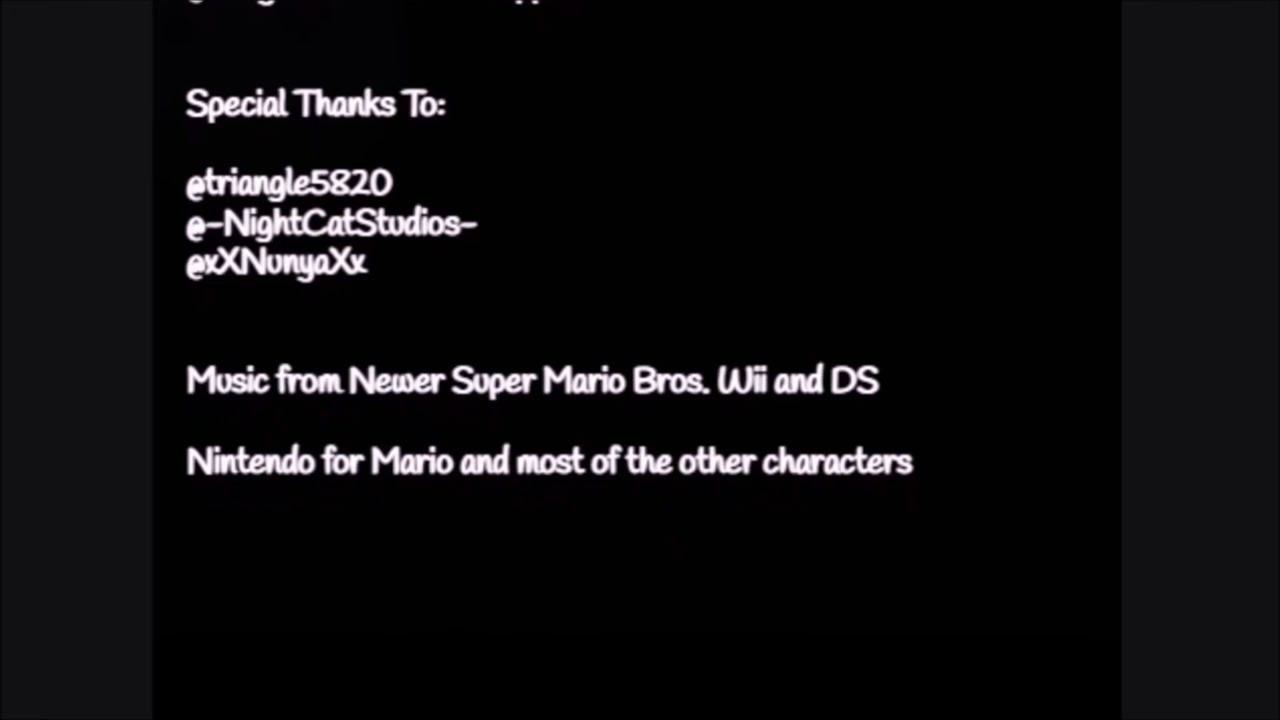 Special Thanks To:
@triangle5820
@-NightCatStudios-
@xXNunyaXx
Music from Newer Super Mario Bros. Wii and DS
Nintendo for Mario and most of the other characters